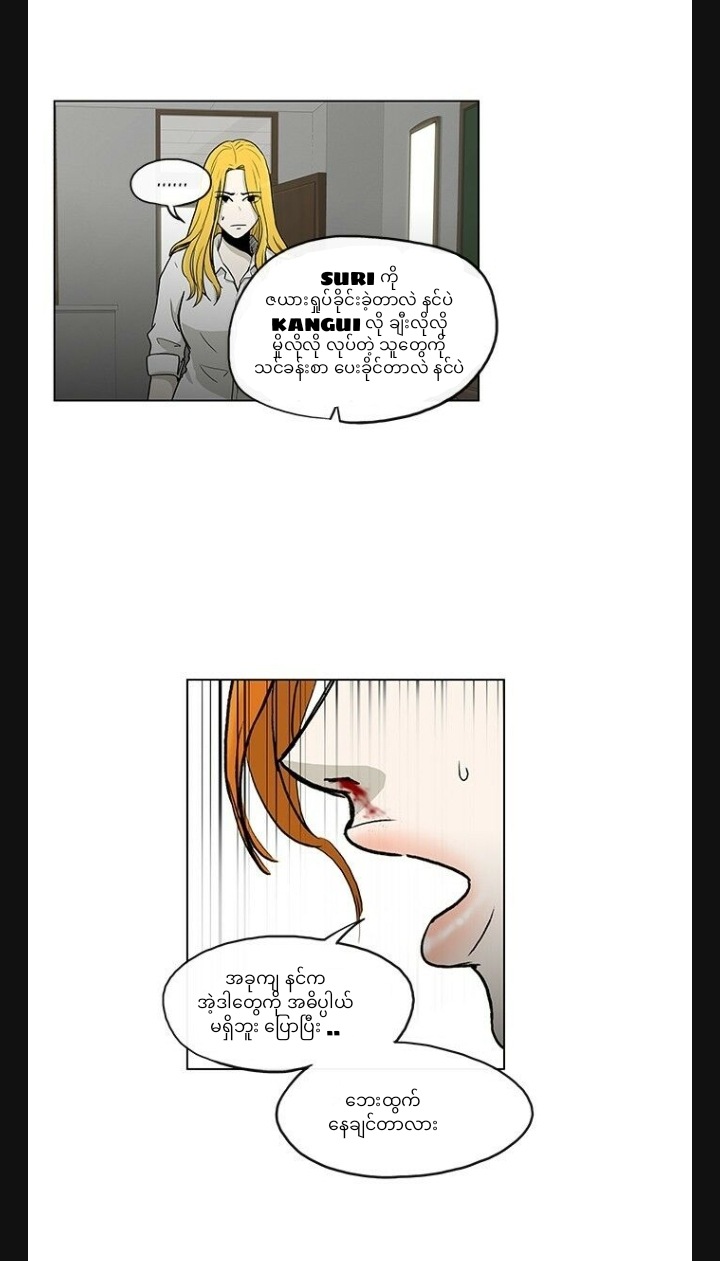 ......
SURI ကို
ဇယားရှုပ်ခိုင်းခဲ့တာလဲ နင်ပဲ
KANGUI လို ချီးလိုလို
မှိုလိုလို လုပ်တဲ့ သူတွေကို
သင်ခန်းစာ ပေးခိုင်တာလဲ နင်ပဲ
အခုကျ နင်က
အဲ့ဒါတွေကို အဓိပ္ပါယ်
မရှိဘူး ပြောပြီး ..
ဘေးထွက်
နေချင်တာလား